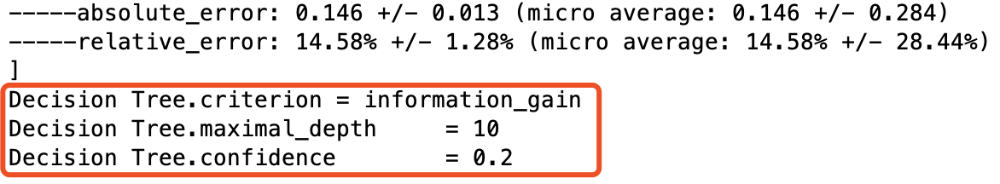 -----absolute_error: 0.146 +/- 0.013 (micro average: 0.146 +/- 0.284)
-----relative_error: 14.58% +/- 1.28% (micro average: 14.58% +/- 28.44%)
]
Decision Tree.criterion = information_gain
Decision Tree.maximal_depth     = 10
Decision Tree.confidence        = 0.2